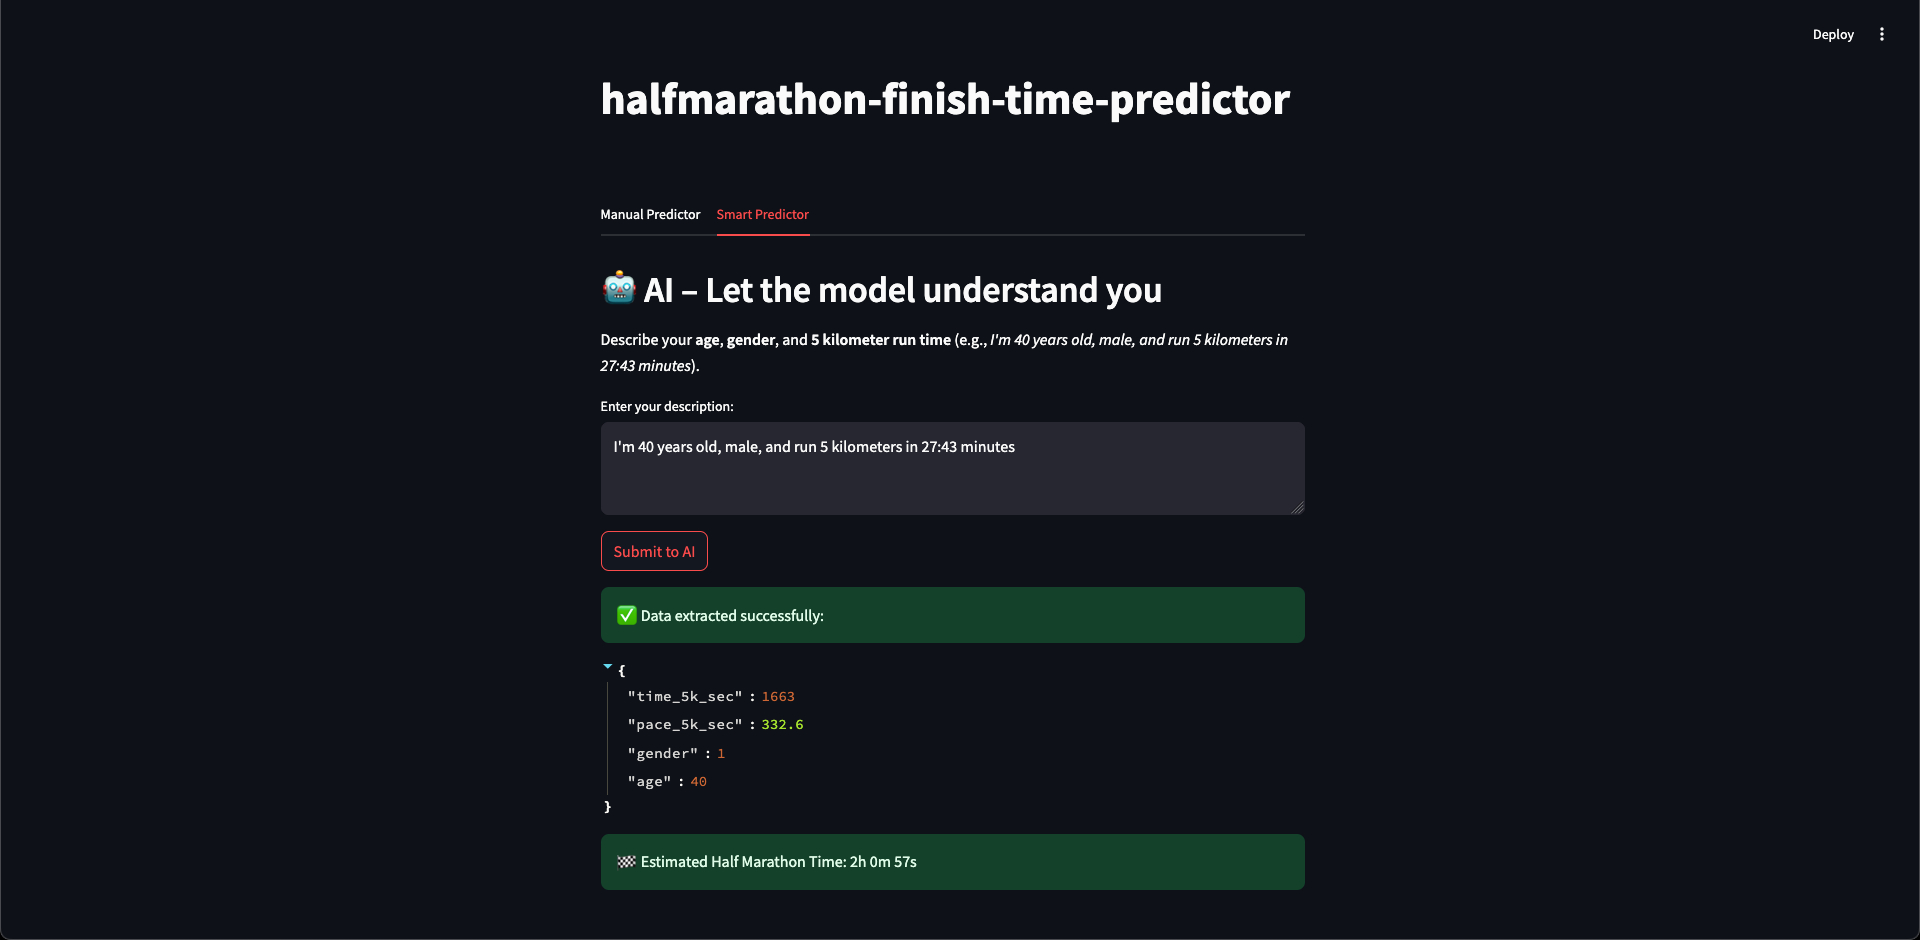 Deploy
halfmarathon-finish-time-predictor
Manual Predictor Smart Predictor
🤖 AI – Let the model understand you
Describe your age, gender, and 5 kilometer run time (e.g., I'm 40 years old, male, and run 5 kilometers in
27:43 minutes).
Enter your description:
I'm 40 years old, male, and run 5 kilometers in 27:43 minutes
Submit to AI
✅ Data extracted successfully:
{
"time_5k_sec" : 1663
"pace_5k_sec" : 332.6
"gender" : 1
"age" : 40
}
🏁 Estimated Half Marathon Time: 2h 0m 57s